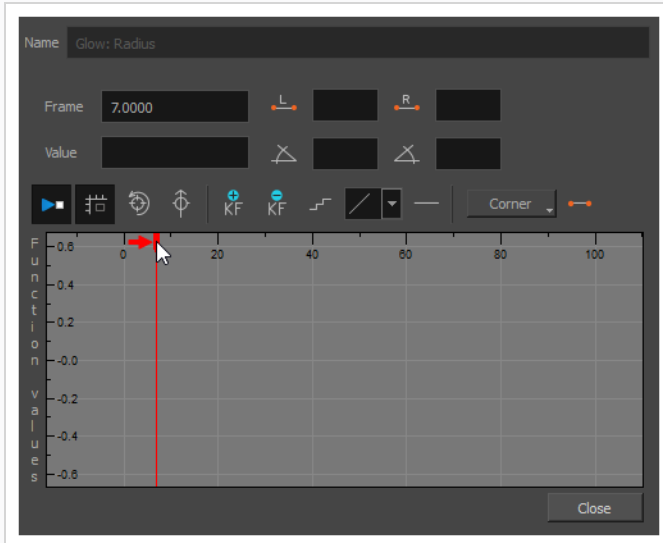 Name Glow: Radius
Frame 7.0000 L R
Value
KF KF Corner
Function values
0 20 40 60 80 100
-0.6
-0.4
-0.2
-0.0
-0.2
-0.4
-0.6
Close